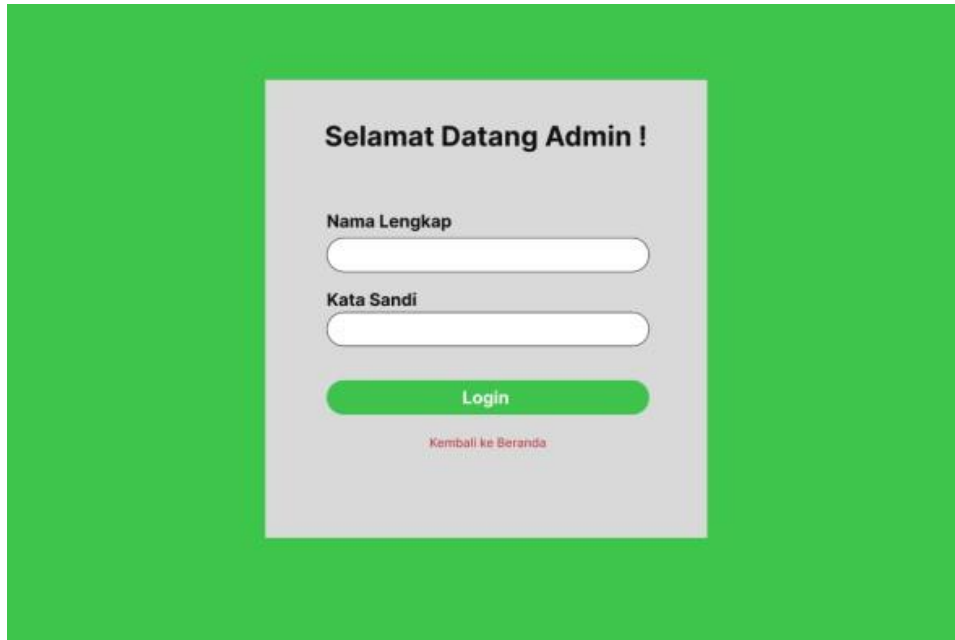 Selamat Datang Admin !
Nama Lengkap
Kata Sandi
Login
Kembali ke Beranda